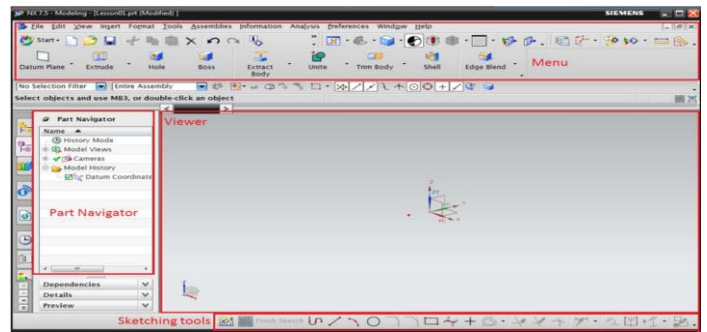 NX 7.5 - Modeling - [Lesson01.prt (Modified) ]
SIEMENS
File Edit View Insert Format Tools Assemblies Information Analysis Preferences Window Help
Start
Datum Plane Extrude Hole Boss Extract Body Unite Trim Body Shell Edge Blend
Menu
No Selection Filter Entire Assembly
Select objects and use MB3, or double-click an object
Part Navigator
Viewer
Name
History Mode
Model Views
Cameras
Model History
Datum Coordinate
Part Navigator
Dependencies
Details
Preview
Sketching tools
Finish Sketch